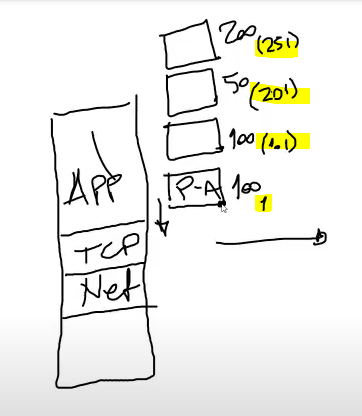 200 (251)
50 (201)
100 (101)
P-A 100
1
APP
TCP
Net